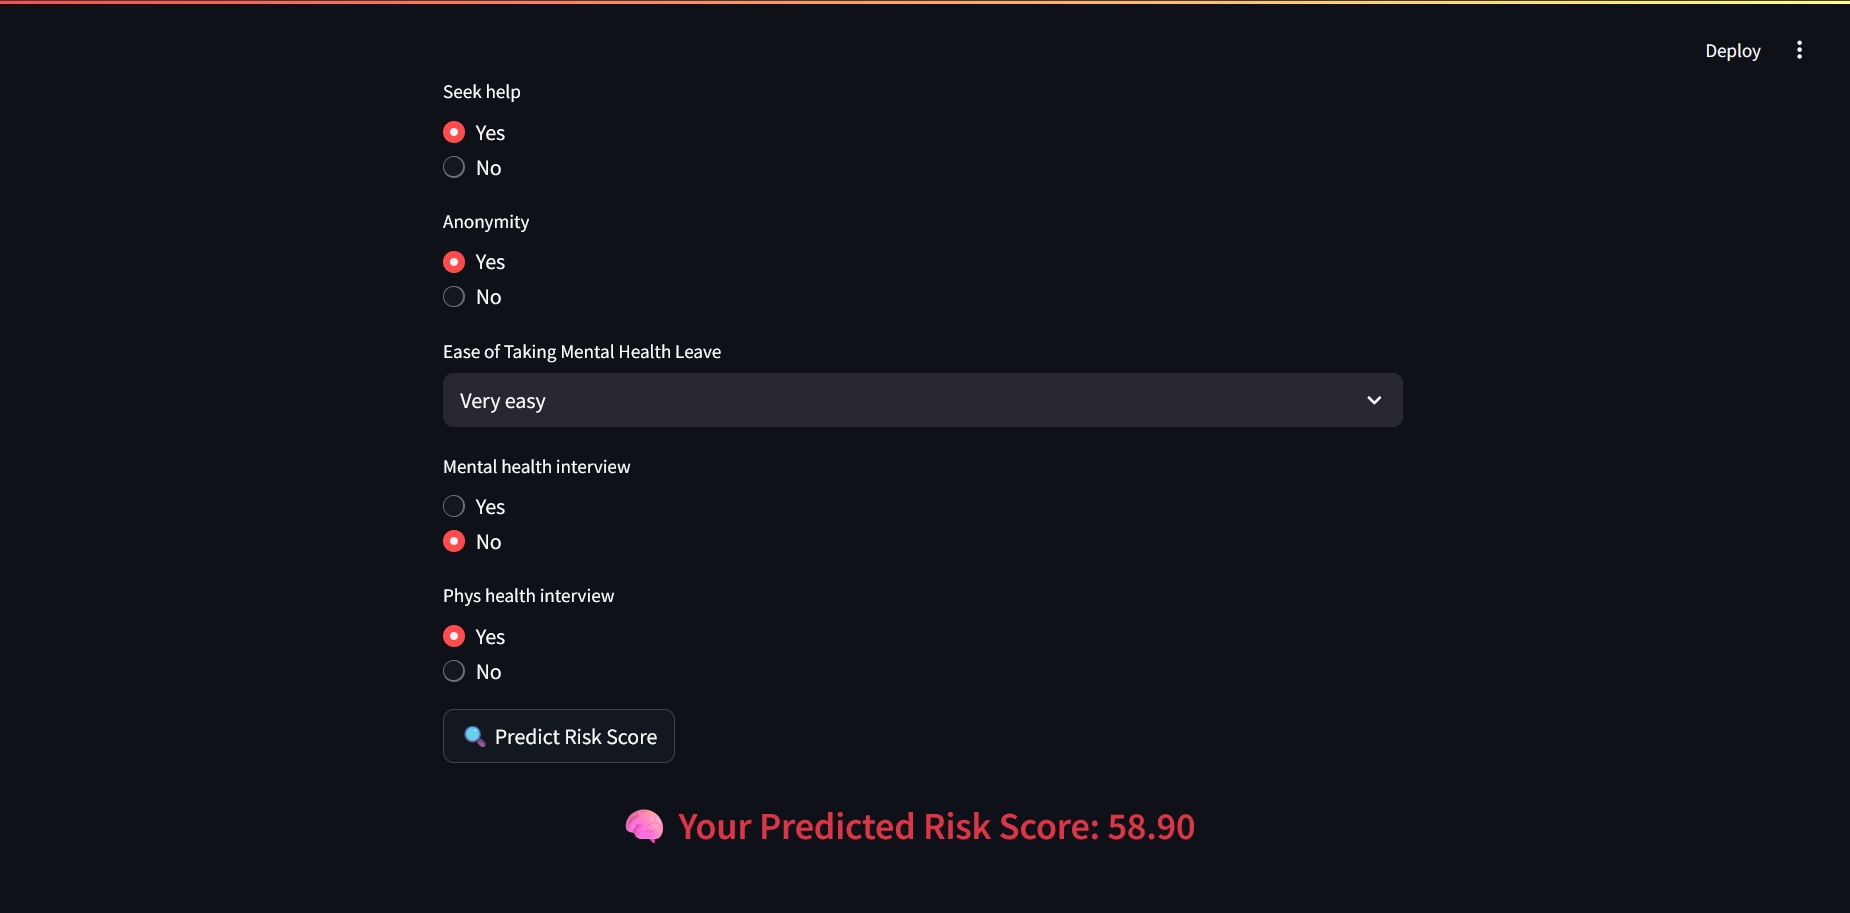 Deploy
Seek help
Yes
No
Anonymity
Yes
No
Ease of Taking Mental Health Leave
Very easy
Mental health interview
Yes
No
Phys health interview
Yes
No
Predict Risk Score
Your Predicted Risk Score: 58.90